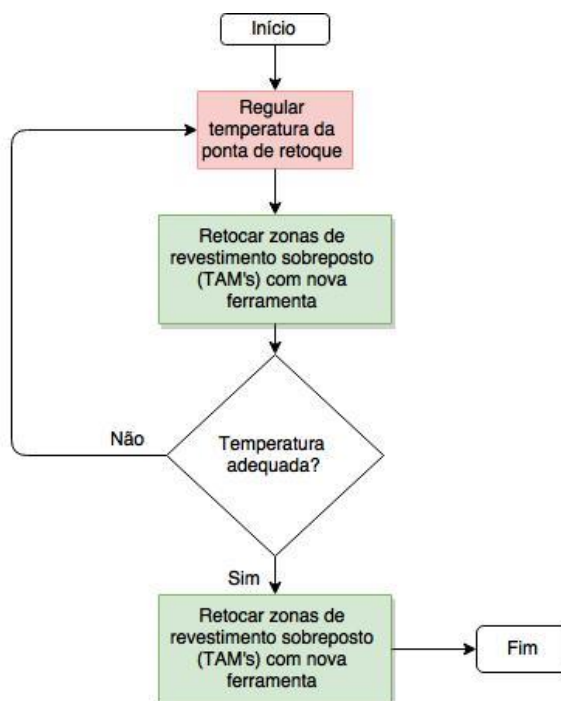 Início
Regular
temperatura da
ponta de retoque
Retocar zonas de
revestimento sobreposto
(TAM's) com nova
ferramenta
Não
Temperatura
adequada?
Sim
Retocar zonas de
revestimento sobreposto
(TAM's) com nova
ferramenta
Fim